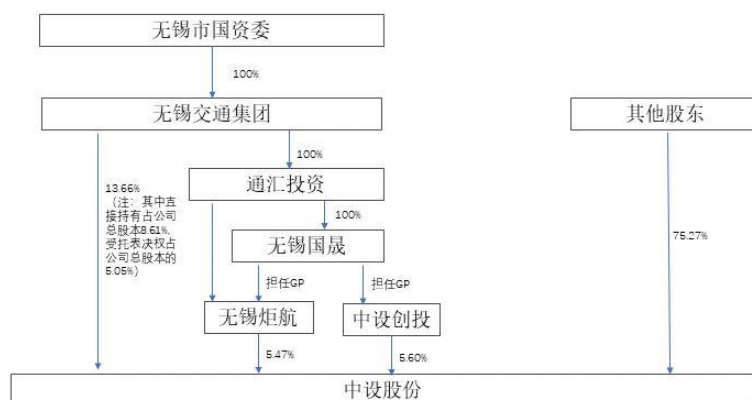 无锡市国资委
100%
无锡交通集团
其他股东
100%
13.66%
（注：其中直
接持有占公司
总股本8.61%,
受托表决权占
公司总股本的
5.05%）
通汇投资
100%
75.27%
无锡国晟
担任GP
担任GP
无锡炬航
中设创投
5.47%
5.60%
中设股份